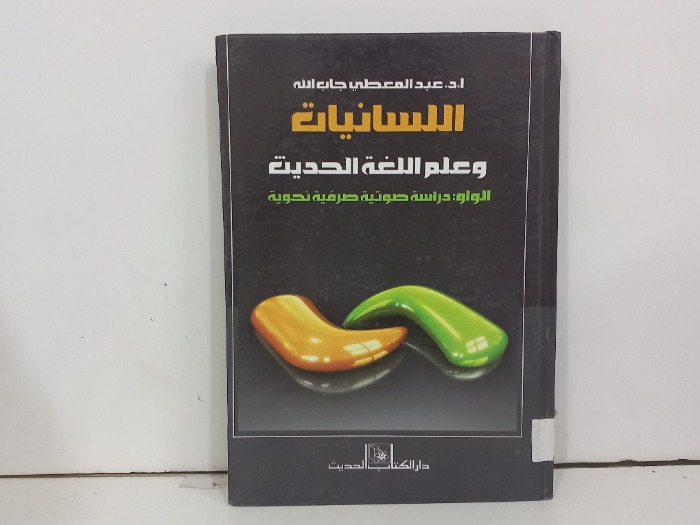 أ.د. عبد المعطي جاب الله
اللسانيات
وعلم اللغة الحديث
الواو: دراسة صوتية صرفية نحوية
دار الكتاب الحديث